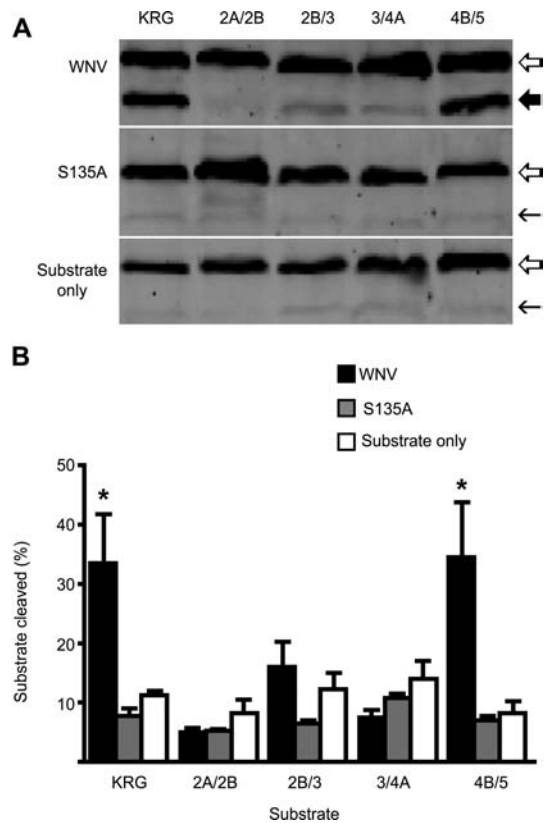 A
KRG 2A/2B 2B/3 3/4A 4B/5
WNV
S135A
Substrate
only
B
WNV
S135A
Substrate only
Substrate cleaved (%)
50
40
30
20
10
* *
KRG 2A/2B 2B/3 3/4A 4B/5
Substrate